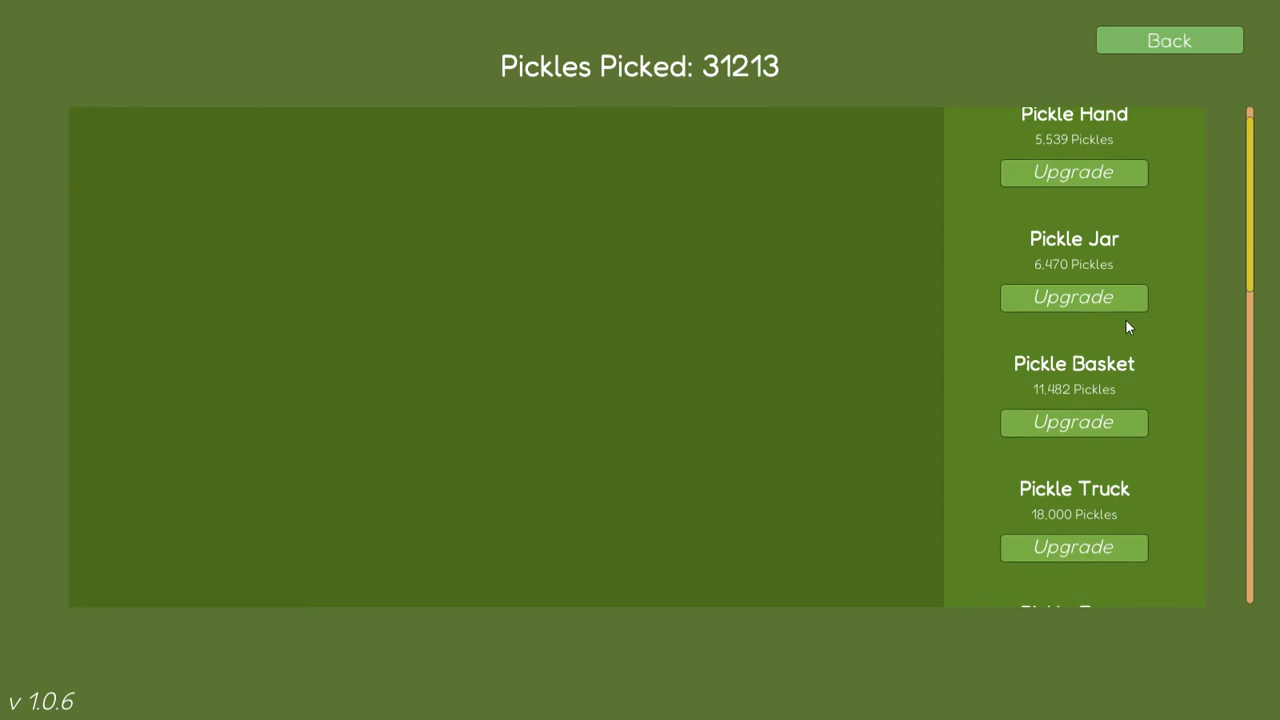 Back
Pickles Picked: 31213
Pickle Hand
5,539 Pickles
Upgrade
Pickle Jar
6,470 Pickles
Upgrade
Pickle Basket
11,482 Pickles
Upgrade
Pickle Truck
18,000 Pickles
Upgrade
v 1.0.6